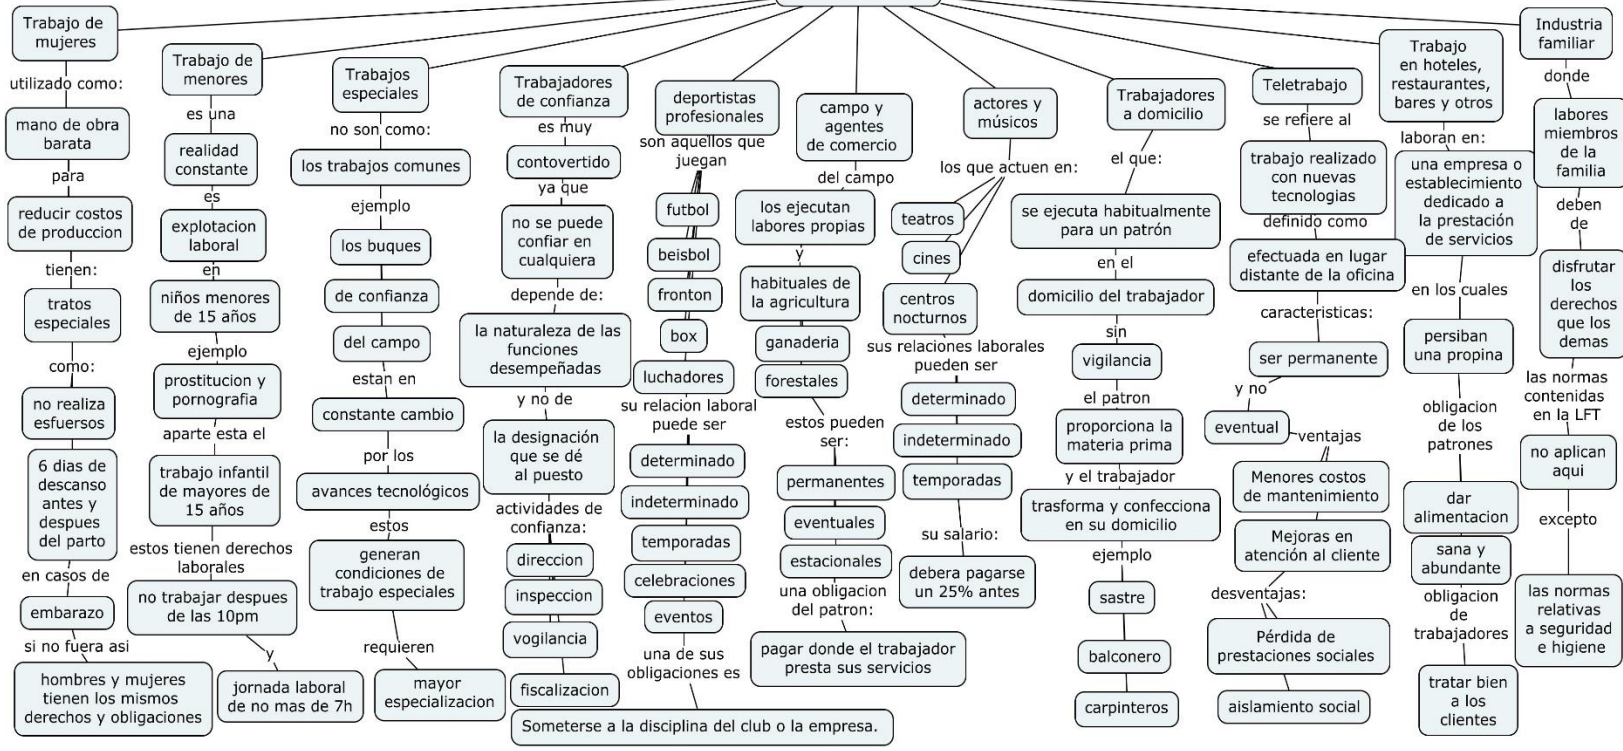 Trabajo de
mujeres
utilizado como:
mano de obra
barata
para
reducir costos
de produccion
tienen:
tratos
especiales
como:
no realiza
esfuersos
6 dias de
descanso
antes y
despues
del parto
en casos de
embarazo
si no fuera asi
hombres y mujeres
tienen los mismos
derechos y obligaciones
Trabajo de
menores
es una
realidad
constante
es
explotacion
laboral
en
niños menores
de 15 años
ejemplo
prostitucion y
pornografia
aparte esta el
trabajo infantil
de mayores de
15 años
estos tienen derechos
laborales
no trabajar despues
de las 10pm
y
jornada laboral
de no mas de 7h
Trabajos
especiales
no son como:
los trabajos comunes
ejemplo
los buques
de confianza
del campo
estan en
constante cambio
por los
avances tecnológicos
estos
generan
condiciones de
trabajo especiales
requieren
mayor
especialización
Trabajadores
de confianza
es muy
contovertido
ya que
no se puede
confiar en
cualquiera
depende de:
la naturaleza de las
funciones
desempeñadas
y no de
la designación
que se dé
al puesto
actividades de
confianza:
direccion
inspeccion
vogilancia
fiscalizacion
deportistas
profesionales
son aquellos que
juegan
futbol
beisbol
fronton
box
luchadores
su relacion laboral
puede ser
determinado
indeterminado
temporadas
celebraciones
eventos
una de sus
obligaciones es
Someterse a la disciplina del club o la empresa.
campo y
agentes
de comercio
del campo
los ejecutan
labores propias
y
habituales de
la agricultura
ganaderia
forestales
estos pueden
ser:
permanentes
eventuales
estacionales
una obligacion
del patron:
pagar donde el trabajador
presta sus servicios
actores y
músicos
los que actuen en:
teatros
cines
centros
nocturnos
sus relaciones laborales
pueden ser
determinado
indeterminado
temporadas
su salario:
debera pagarse
un 25% antes
Trabajadores
a domicilio
el que:
se ejecuta habitualmente
para un patrón
en el
domicilio del trabajador
sin
vigilancia
el patron
proporciona la
materia prima
y el trabajador
trasforma y confecciona
en su domicilio
ejemplo
sastre
balconero
carpinteros
Teletrabajo
se refiere al
trabajo realizado
con nuevas
tecnologias
definido como
efectuada en lugar
distante de la oficina
caracteristicas:
ser permanente
y no
eventual
ventajas
Menores costos
de mantenimiento
Mejoras en
atención al cliente
desventajas:
Pérdida de
prestaciones sociales
aislamiento social
Trabajo
en hoteles,
restaurantes,
bares y otros
laboran en:
una empresa o
establecimiento
dedicado a
la prestación
de servicios
en los cuales
persiban
una propina
obligacion
de los
patrones
dar
alimentacion
sana y
abundante
obligacion
de
trabajadores
tratar bien
a los
clientes
Industria
familiar
donde
labores
miembros
de la
familia
deben
de
disfrutar
los
derechos
que los
demas
las normas
contenidas
en la LFT
no aplican
aqui
excepto
las normas
relativas
a seguridad
e higiene